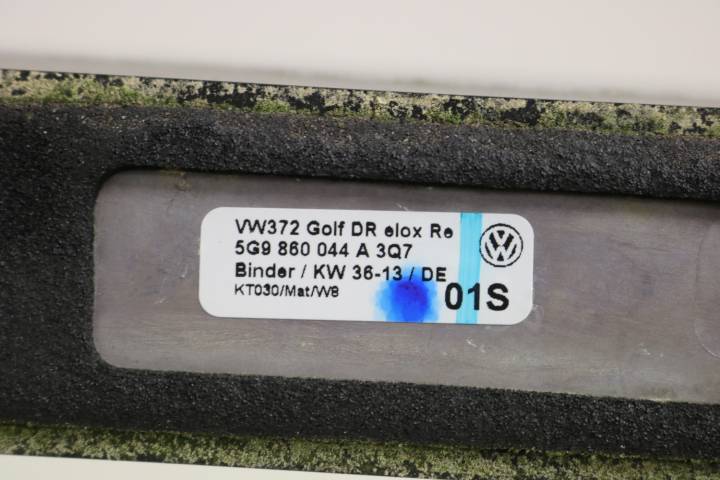 VW372 Golf DR elox Re
5G9 860 044 A 3Q7
Binder / KW 36-13 / DE
KT030/Mat/W8
01S